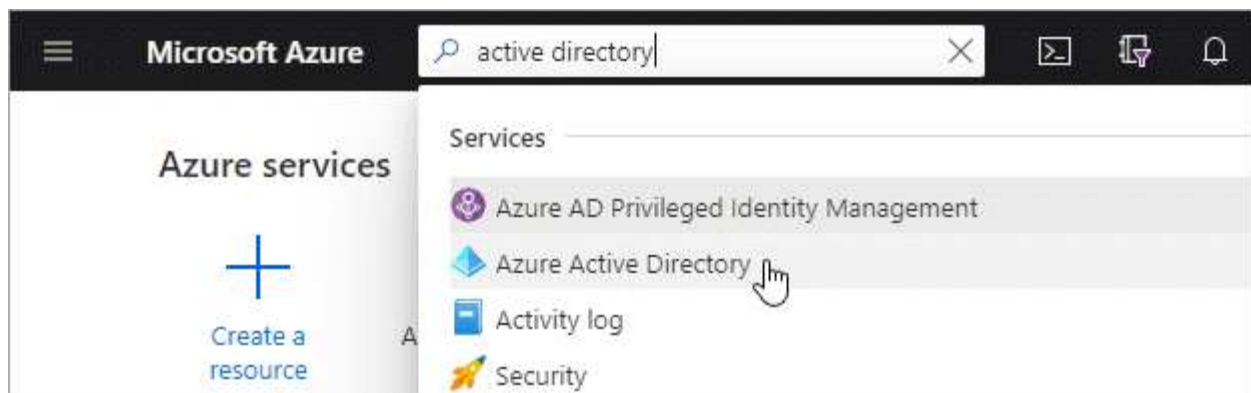 Microsoft Azure
active directory
Azure services
Create a
resource
A
Services
Azure AD Privileged Identity Management
Azure Active Directory
Activity log
Security